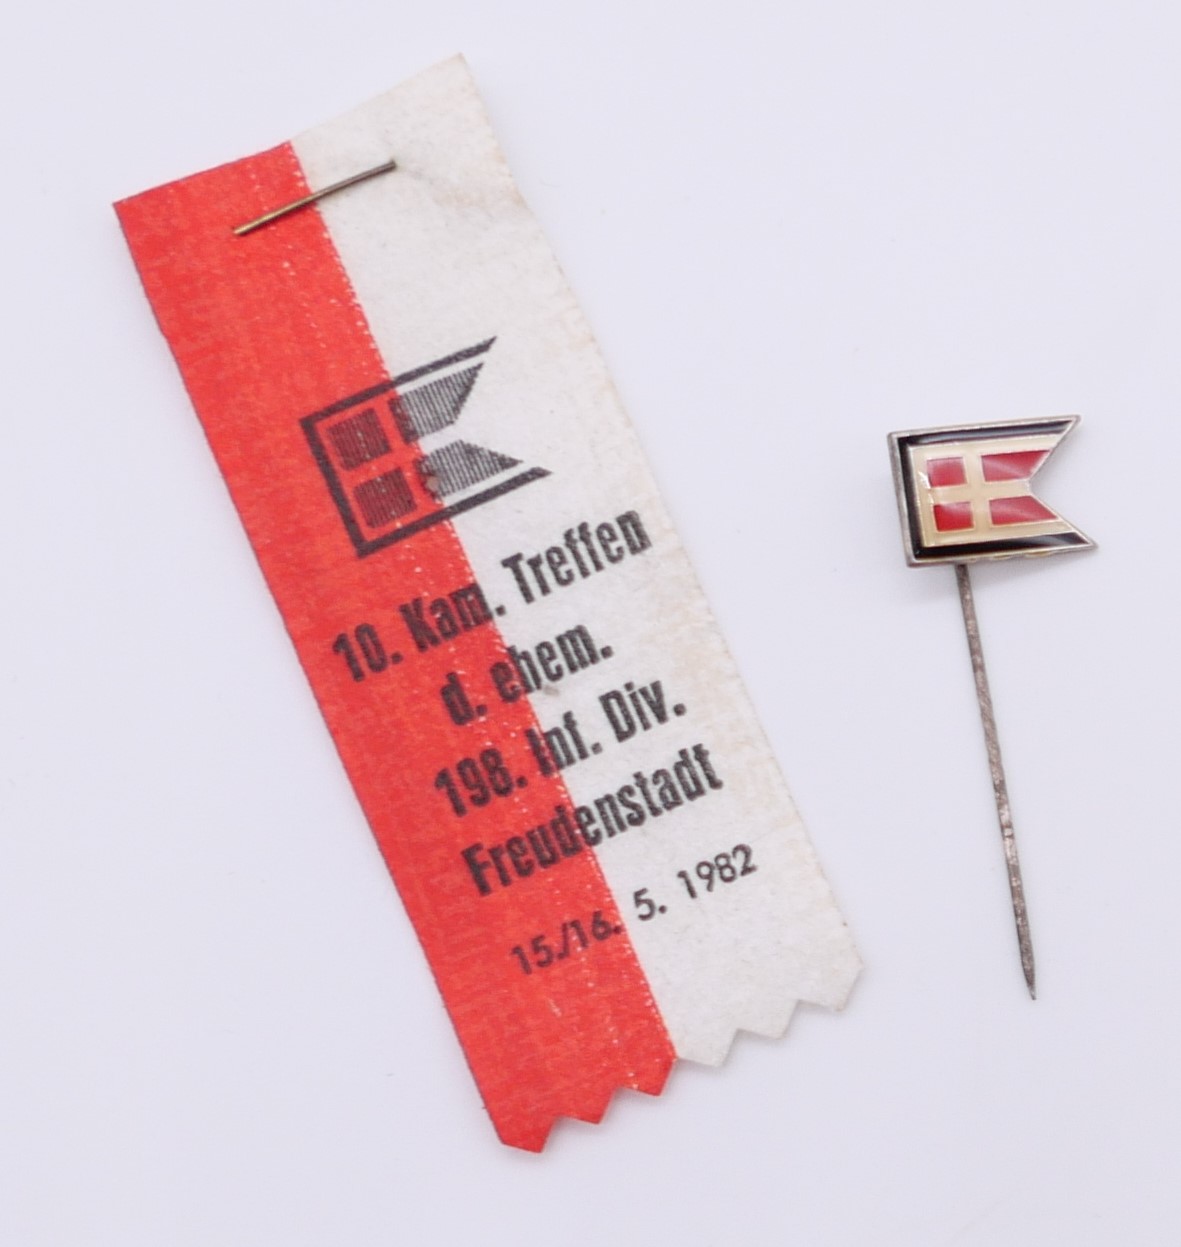 10. Kam. Treffen
d. ehem.
198. Inf. Div.
Freudenstadt
15./16. 5. 1982